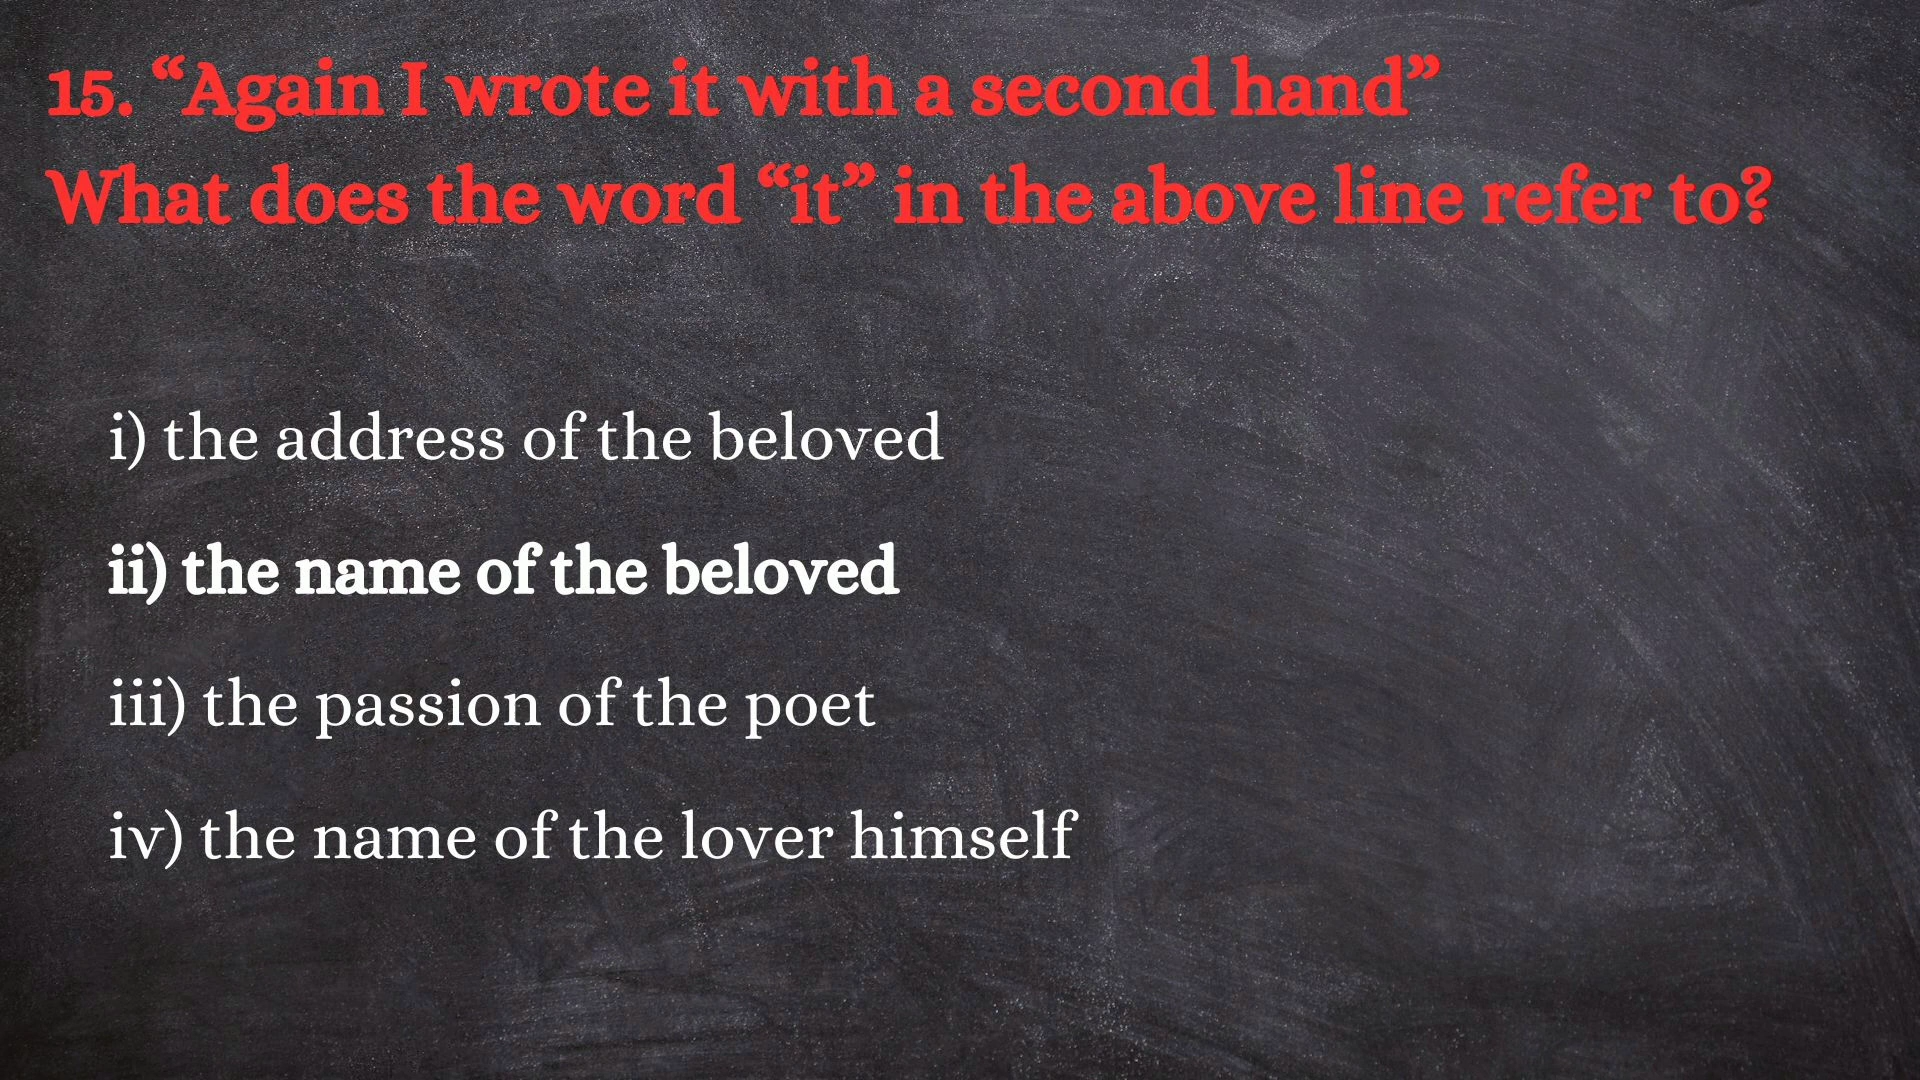 15. “Again I wrote it with a second hand”
What does the word “it” in the above line refer to?
i) the address of the beloved
ii) the name of the beloved
iii) the passion of the poet
iv) the name of the lover himself